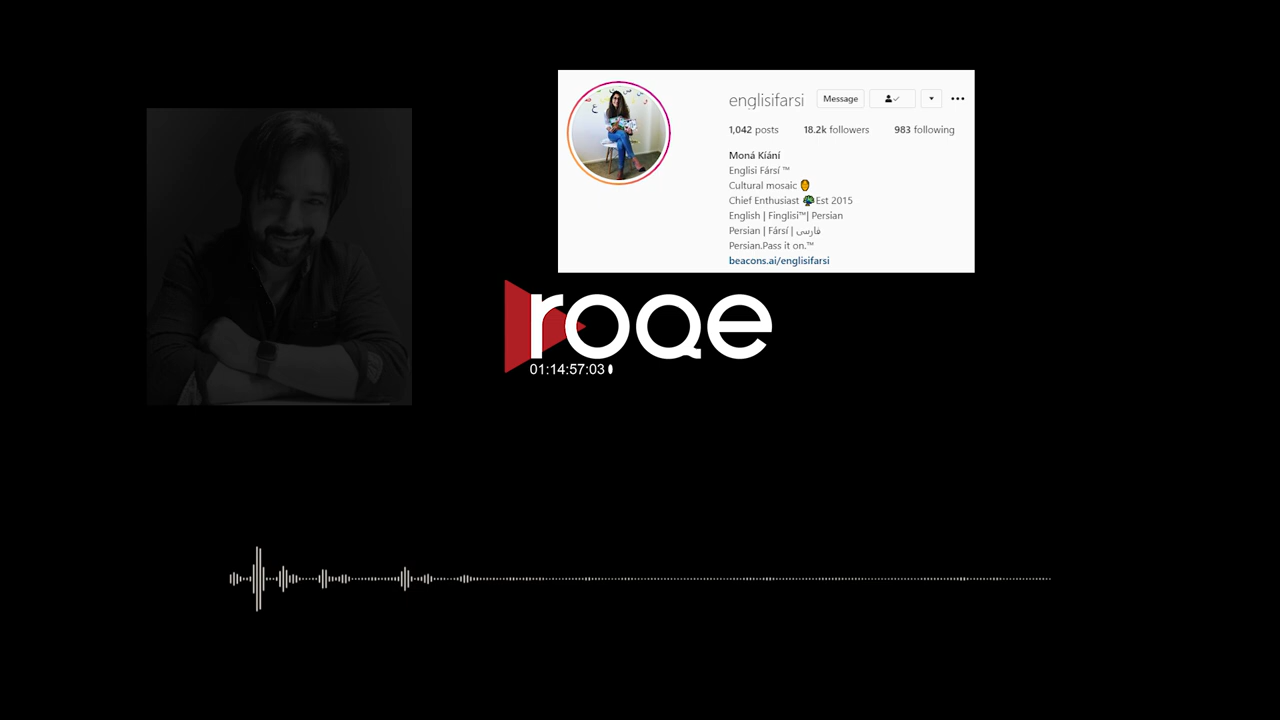 englisifarsi Message
1,042 posts 18.2k followers 983 following
Moná Kíání
Englisi Fársí ™
Cultural mosaic
Chief Enthusiast Est 2015
English | Finglisi™| Persian
Persian | Fársí | فارسی
Persian.Pass it on.™
beacons.ai/englisifarsi
roqe
01:14:57:03